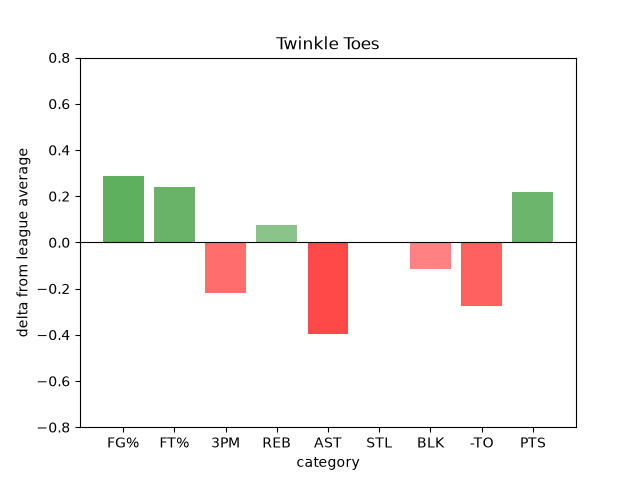 Twinkle Toes
delta from league average
0.8
0.6
0.4
0.2
0.0
−0.2
−0.4
−0.6
−0.8
FG% FT% 3PM REB AST STL BLK -TO PTS
category